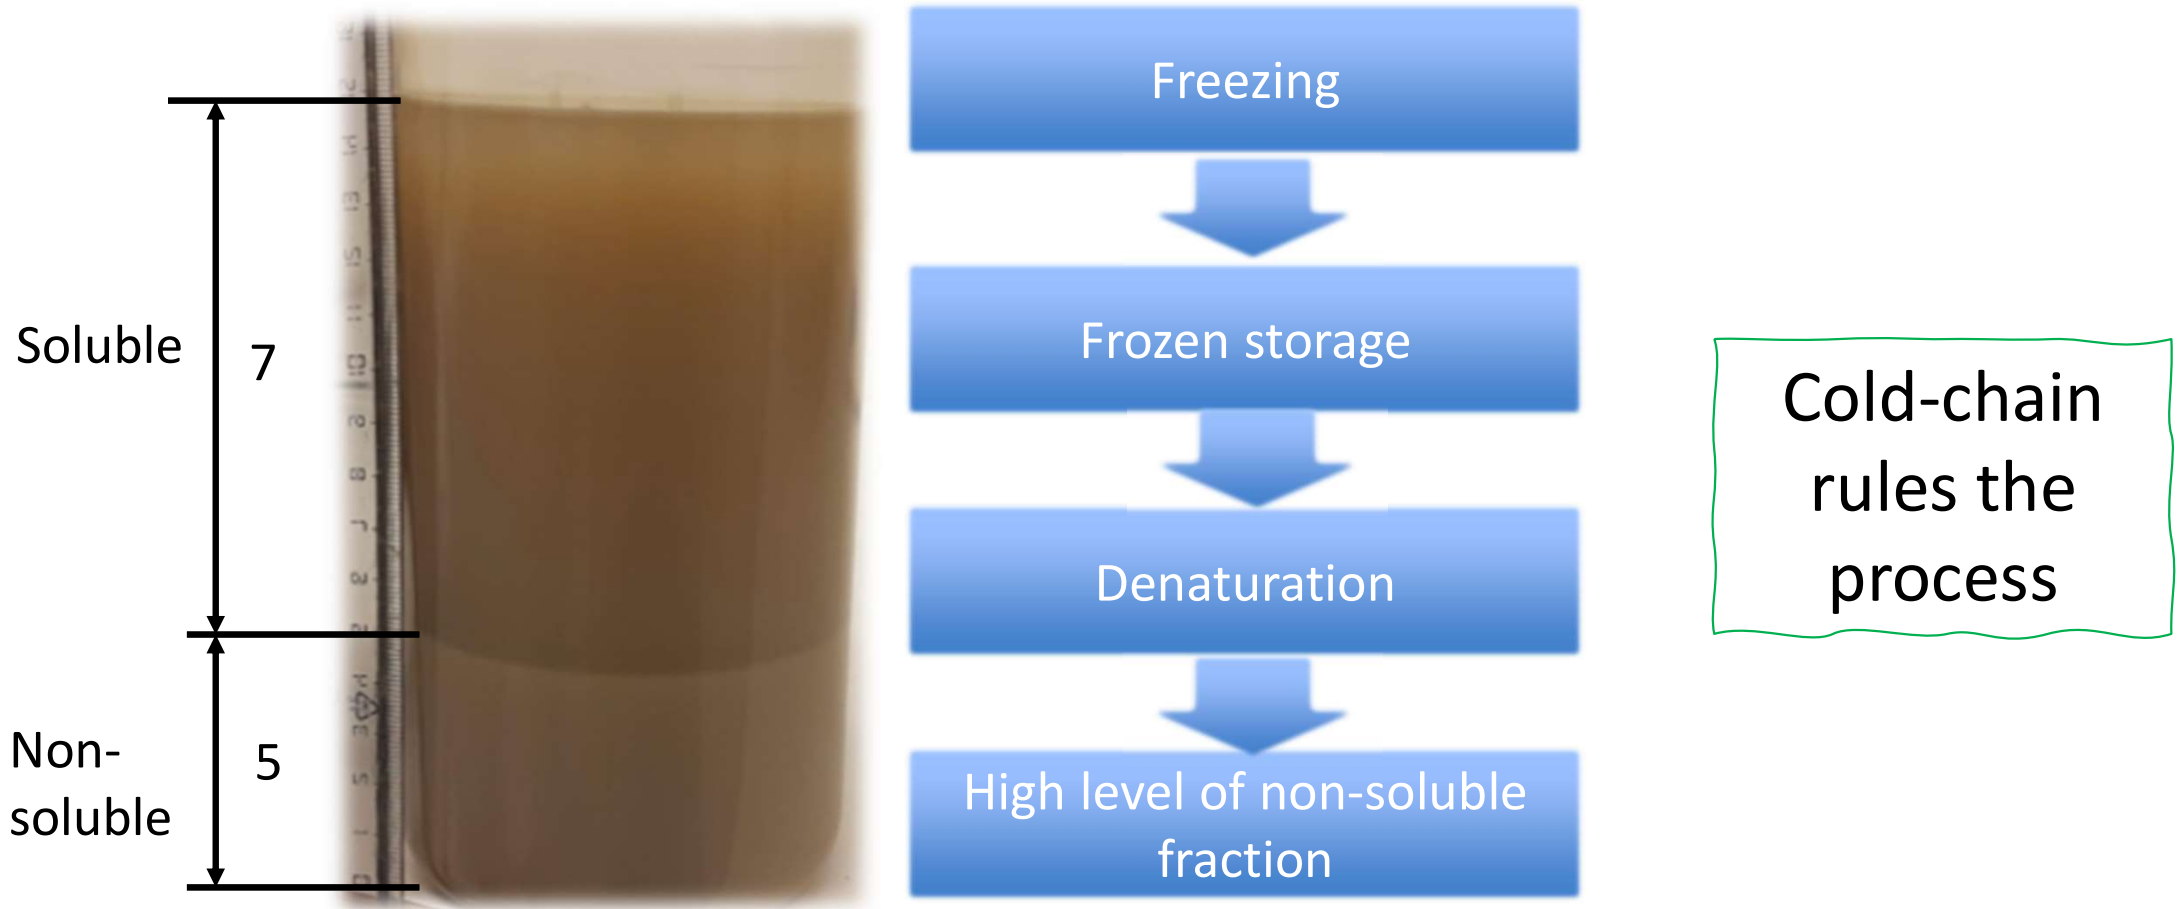 Soluble
7
Non-
soluble
5
Freezing
Frozen storage
Denaturation
High level of non-soluble
fraction
Cold-chain
rules the
process